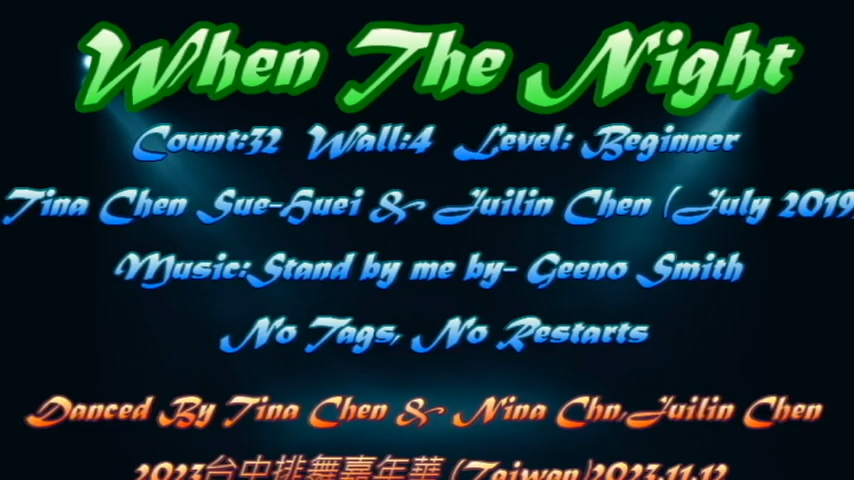 When The Night
Count:32 Wall:4 Level: Beginner
Tina Chen Sue-Huei & Juilin Chen (July 2019
Music:Stand by me by- Geeno Smith
No Tags, No Restarts
Danced By Tina Chen & Nina Chn,Juilin Chen
2023台中排舞嘉年華 (Taiwan)2023.11.12